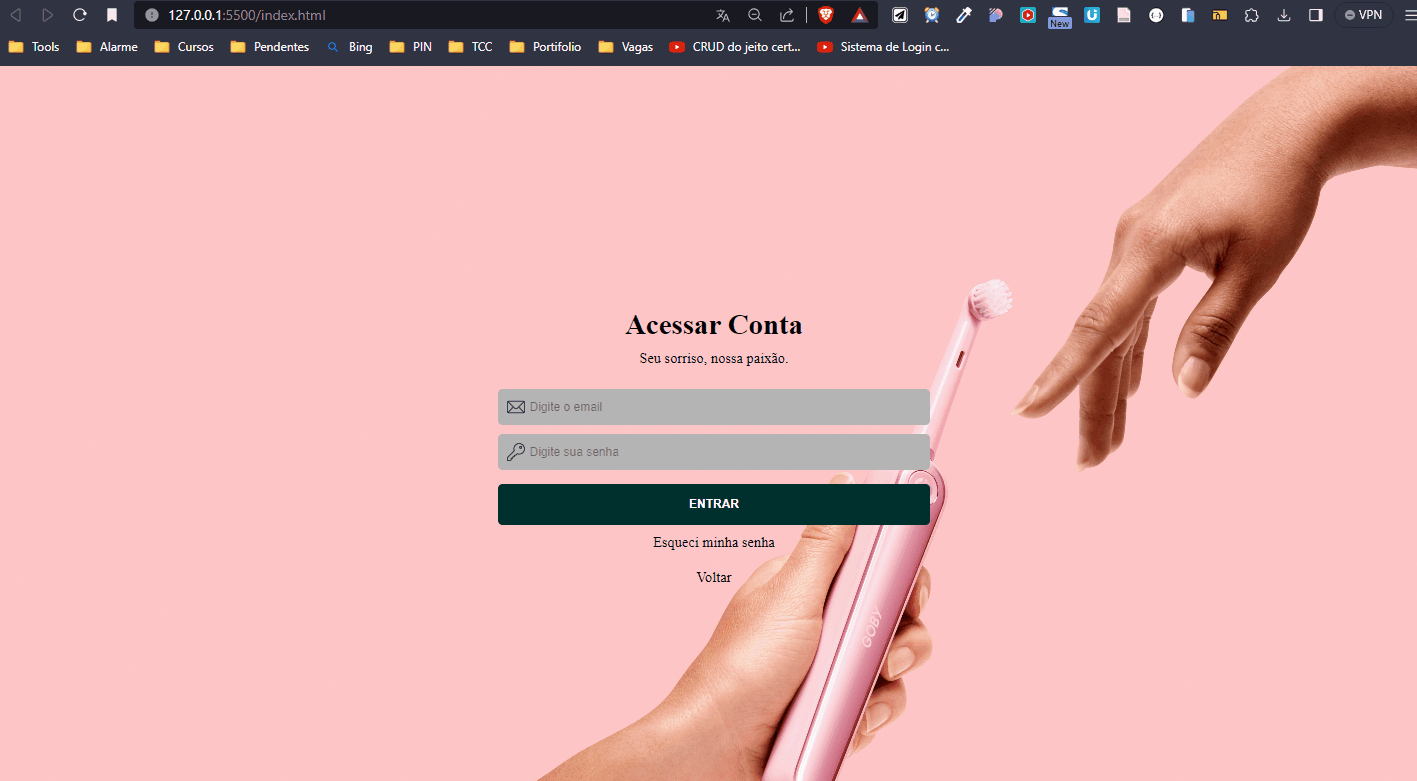 127.0.0.1:5500/index.html
New
VPN
Tools Alarme Cursos Pendentes Bing PIN TCC Portifolio Vagas CRUD do jeito cert... Sistema de Login c...
Acessar Conta
Seu sorriso, nossa paixão.
Digite o email
Digite sua senha
ENTRAR
Esqueci minha senha
Voltar
GOBY